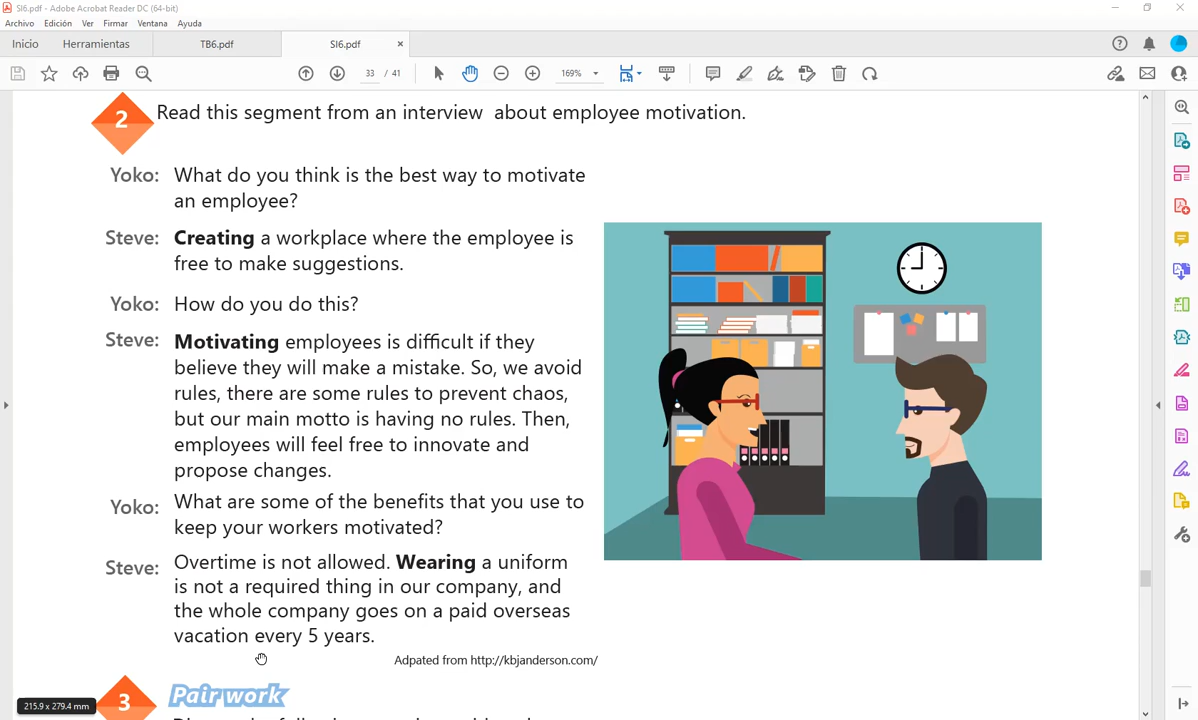 SI6.pdf - Adobe Acrobat Reader DC (64-bit)
Archivo Edición Ver Firmar Ventana Ayuda
Inicio Herramientas TB6.pdf SI6.pdf ×
33 / 41 169%
2 Read this segment from an interview about employee motivation.
Yoko: What do you think is the best way to motivate
an employee?
Steve: Creating a workplace where the employee is
free to make suggestions.
Yoko: How do you do this?
Steve: Motivating employees is difficult if they
believe they will make a mistake. So, we avoid
rules, there are some rules to prevent chaos,
but our main motto is having no rules. Then,
employees will feel free to innovate and
propose changes.
Yoko: What are some of the benefits that you use to
keep your workers motivated?
Steve: Overtime is not allowed. Wearing a uniform
is not a required thing in our company, and
the whole company goes on a paid overseas
vacation every 5 years.
Adpated from http://kbjanderson.com/
3 Pair work
215.9 x 279.4 mm